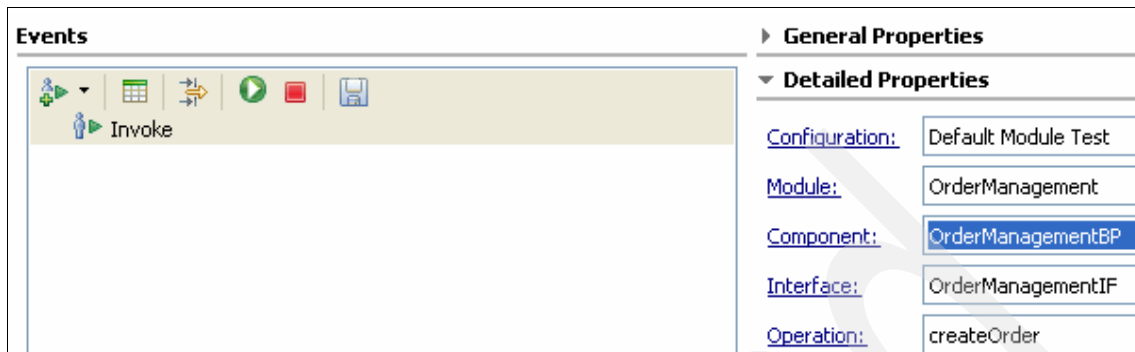 Events
Invoke
General Properties
Detailed Properties
Configuration: Default Module Test
Module: OrderManagement
Component: OrderManagementBP
Interface: OrderManagementIF
Operation: createOrder